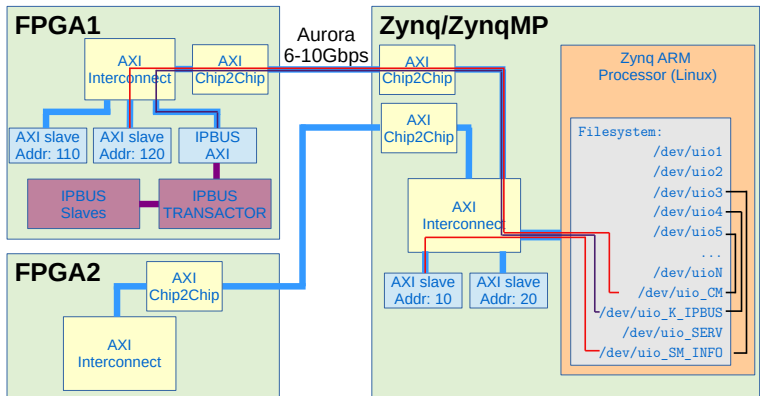 FPGA1
AXI
Interconnect
AXI
Chip2Chip
AXI slave
Addr: 110
AXI slave
Addr: 120
IPBUS
AXI
IPBUS
Slaves
IPBUS
TRANSACTOR
Aurora
6-10Gbps
FPGA2
AXI
Chip2Chip
AXI
Interconnect
Zynq/ZynqMP
AXI
Chip2Chip
AXI
Chip2Chip
AXI
Interconnect
AXI slave
Addr: 10
AXI slave
Addr: 20
Zynq ARM
Processor (Linux)
Filesystem:
/dev/uio1
/dev/uio2
/dev/uio3
/dev/uio4
/dev/uio5
...
/dev/uioN
/dev/uio_CM
/dev/uio_K_IPBUS
/dev/uio_SERV
/dev/uio_SM_INFO